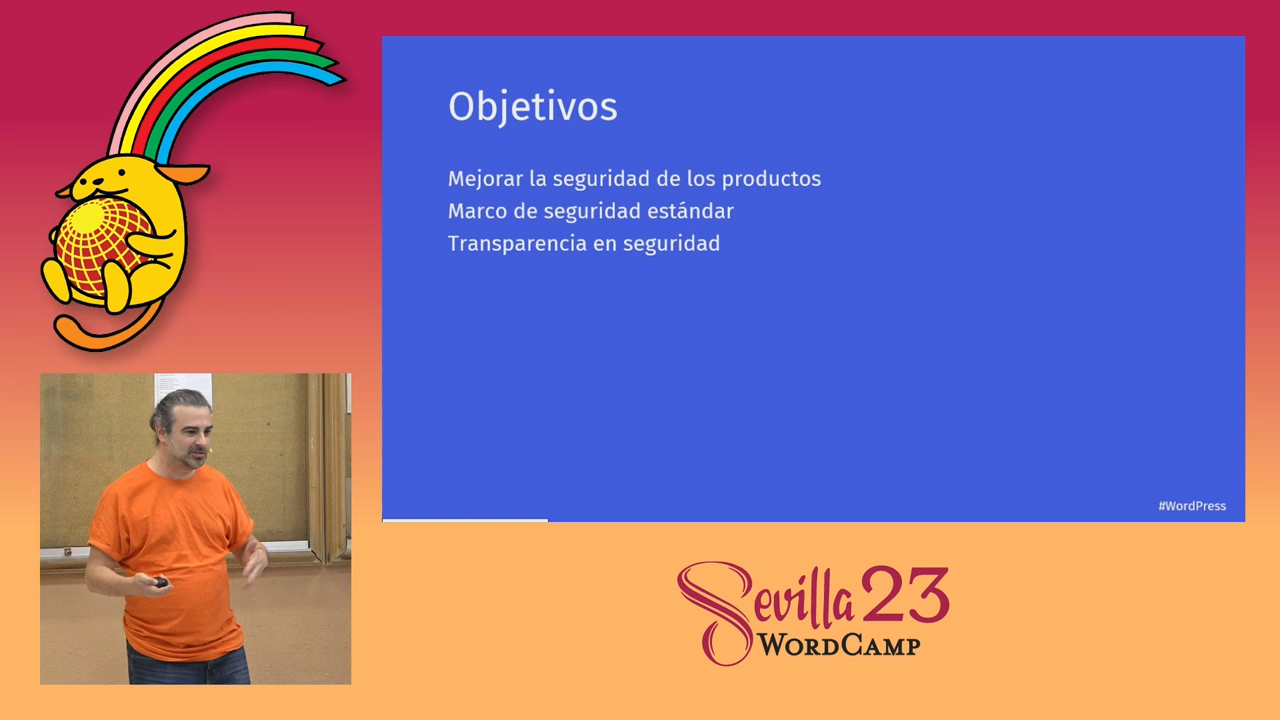 Objetivos
Mejorar la seguridad de los productos
Marco de seguridad estándar
Transparencia en seguridad
#WordPress
Sevilla 23
WORDCAMP